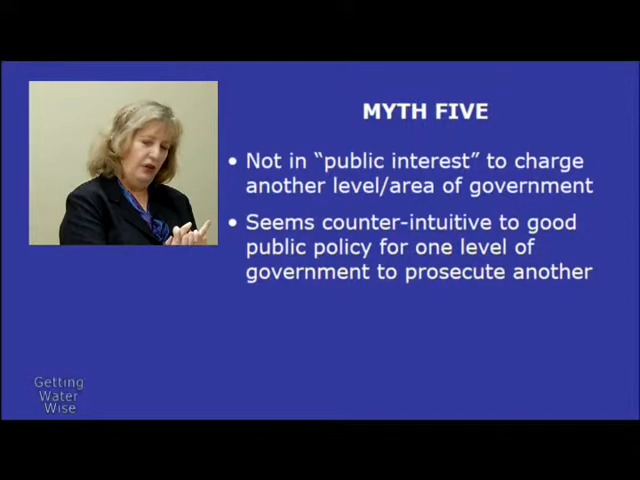 MYTH FIVE
• Not in “public interest” to charge
another level/area of government
• Seems counter-intuitive to good
public policy for one level of
government to prosecute another
Getting
Water
Wise